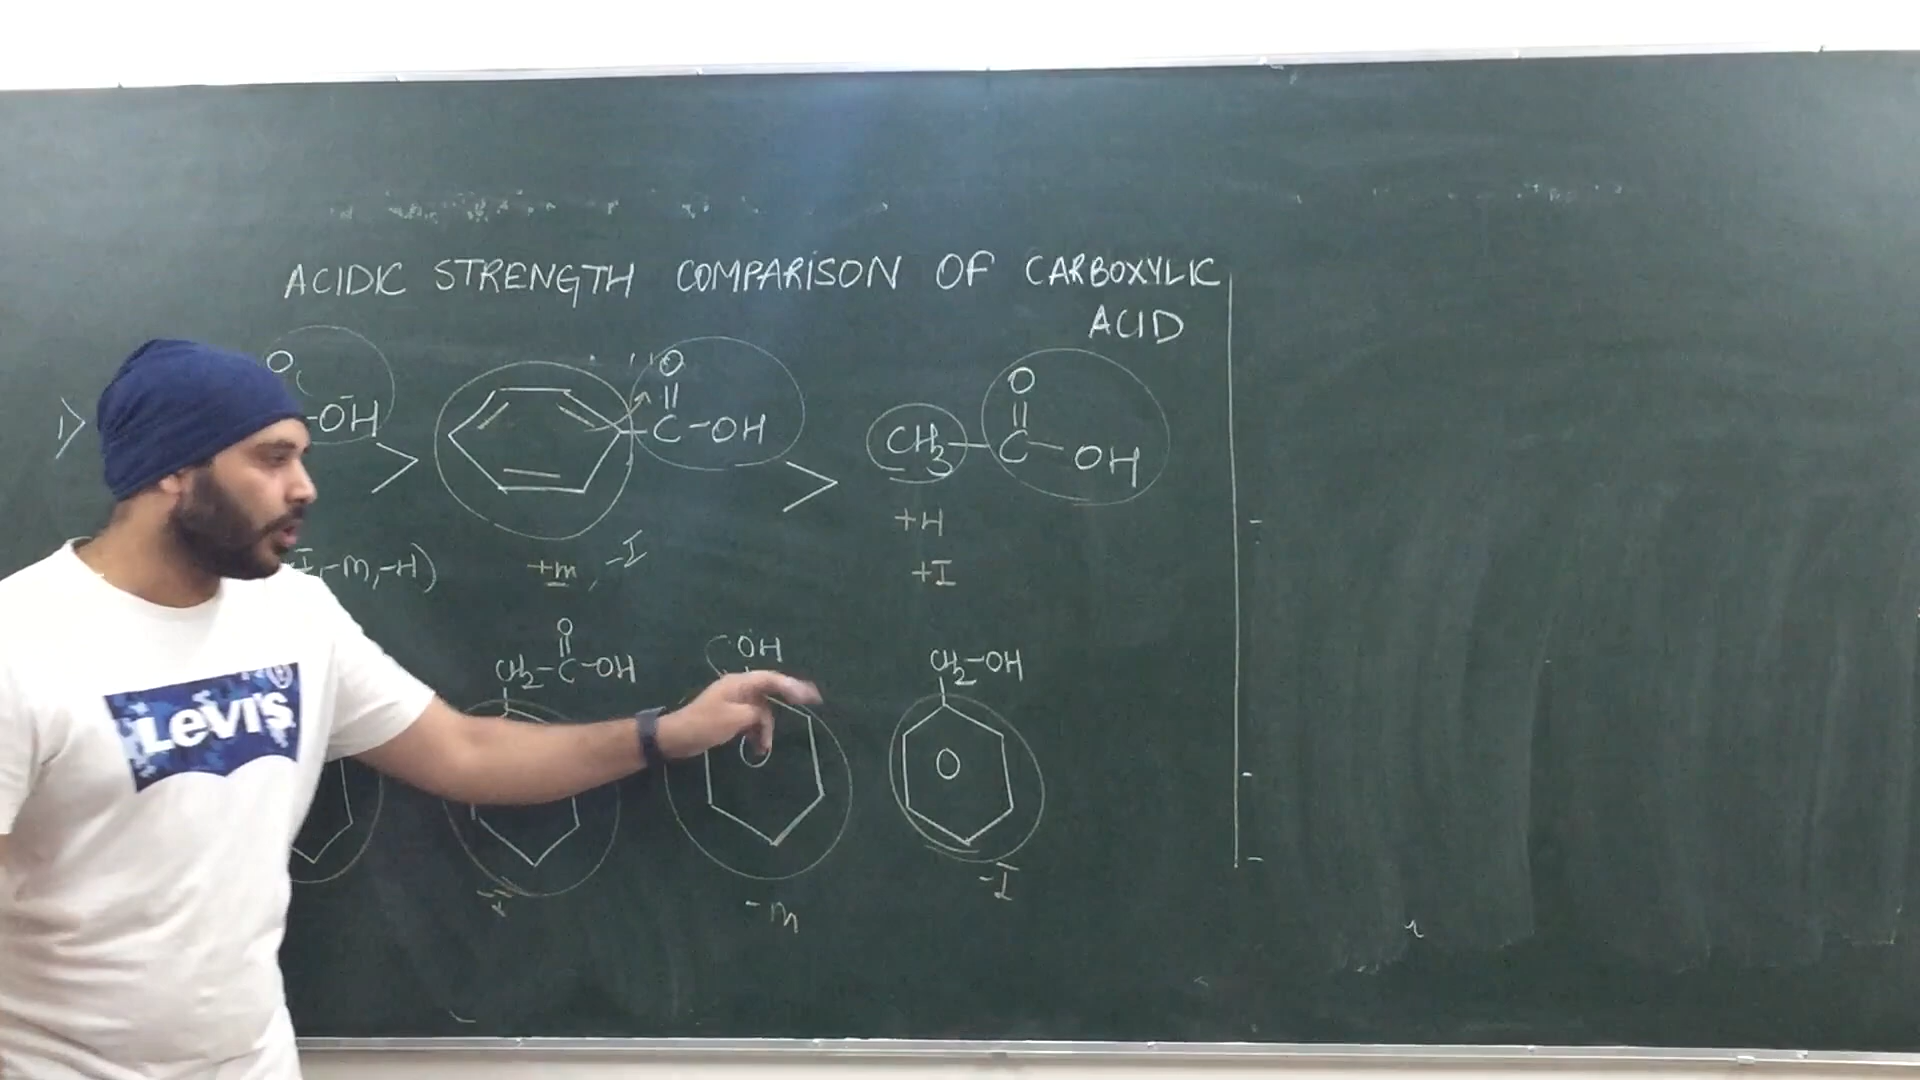 ACIDIC STRENGTH COMPARISON OF CARBOXYLIC
ACID
1>
O
-OH
>
O
||
C-OH
>
O
||
CH3-C-OH
I,-m,-H)
+m, -I
+H
+I
O
||
CH2-C-OH
OH
CH2-OH
O
-I
-m
-I
LEVI'S